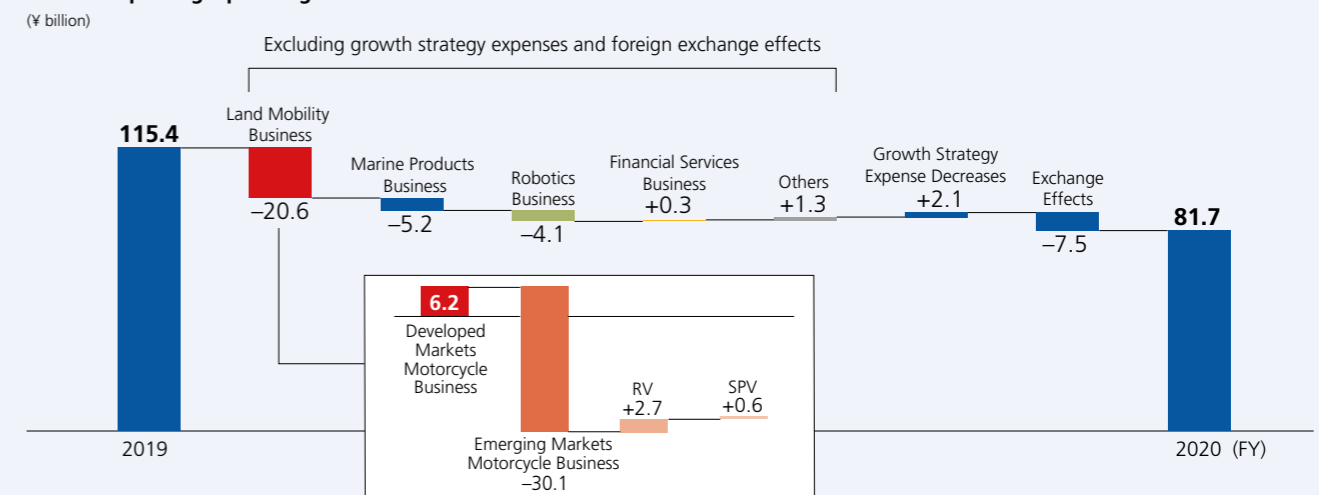 (¥ billion)
Excluding growth strategy expenses and foreign exchange effects
115.4
Land Mobility
Business
–20.6
Marine Products
Business
–5.2
Robotics
Business
–4.1
Financial Services
Business
+0.3
Others
+1.3
Growth Strategy
Expense Decreases
+2.1
Exchange
Effects
–7.5
81.7
6.2
Developed
Markets
Motorcycle
Business
Emerging Markets
Motorcycle Business
–30.1
RV
+2.7
SPV
+0.6
2019
2020 (FY)